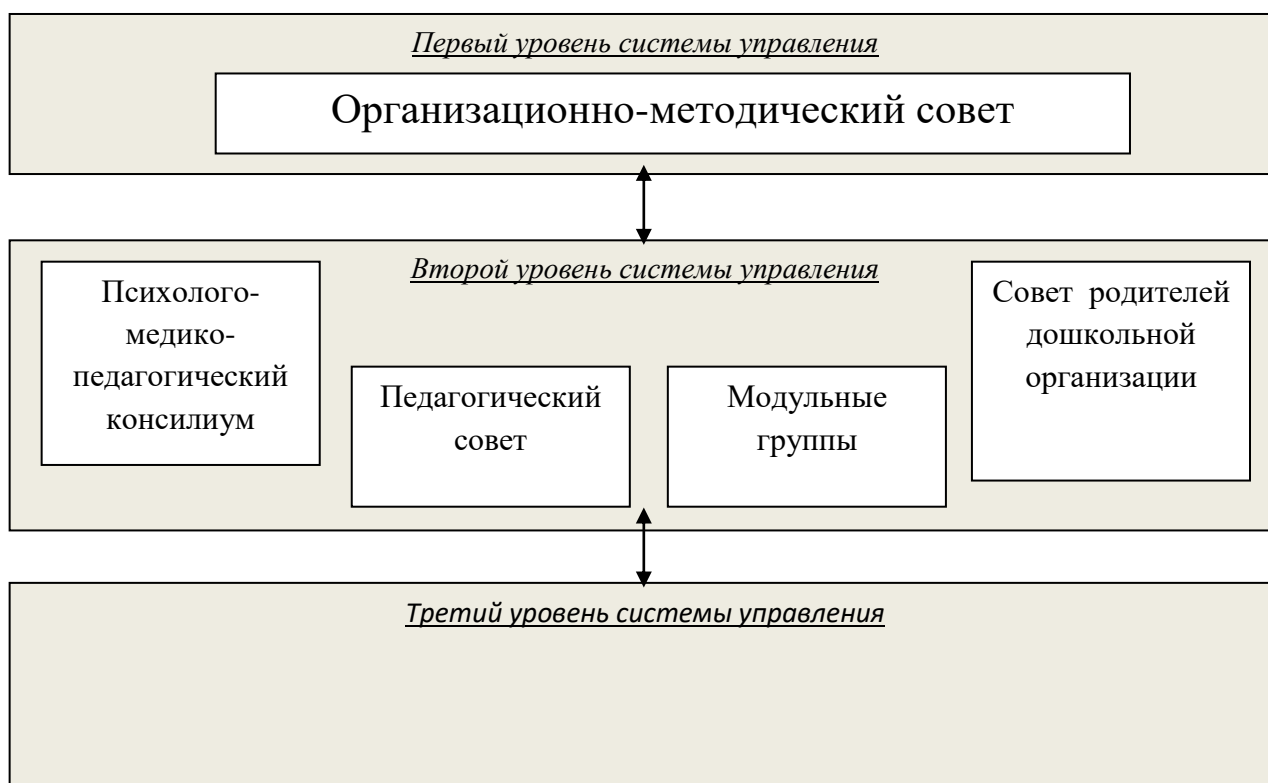 Первый уровень системы управления
Организационно-методический совет
Второй уровень системы управления
Психолого-
медико-
педагогический
консилиум
Педагогический
совет
Модульные
группы
Совет родителей
дошкольной
организации
Третий уровень системы управления